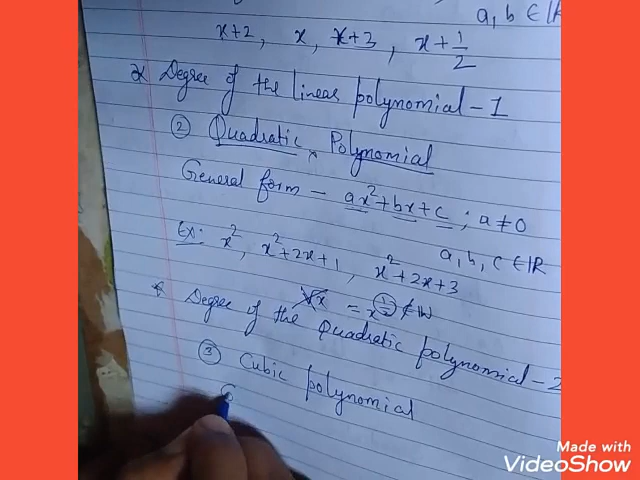 a, b ∈ IR
x+2, x, x+3, x+1/2
* Degree of the linear polynomial - 1
② Quadratic Polynomial
General form - ax²+bx+c ; a ≠ 0
a, b, c ∈ IR
Ex: x², x²+2x+1, x²+2x+3
√x = x^(1/2) ∉ IN
* Degree of the Quadratic polynomial - 2
③ Cubic polynomial
G
Made with
VideoShow